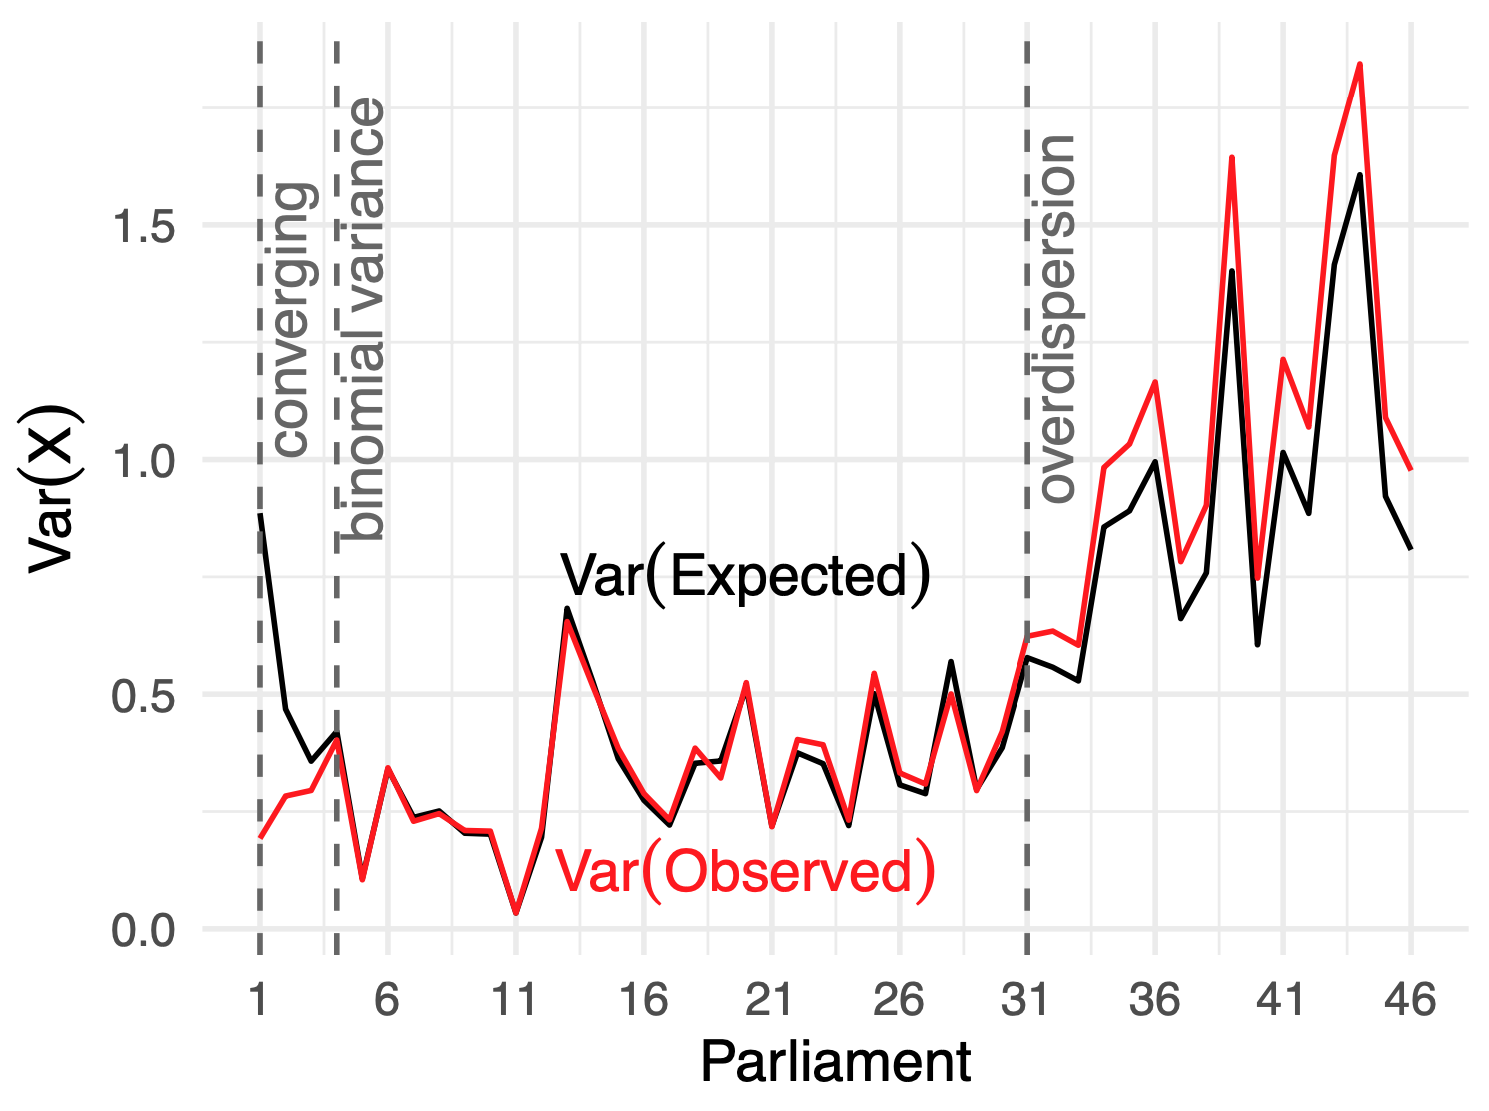 converging
binomial variance
overdispersion
Var(Expected)
Var(Observed)
Var(x)
1.5
1.0
0.5
0.0
1 6 11 16 21 26 31 36 41 46
Parliament